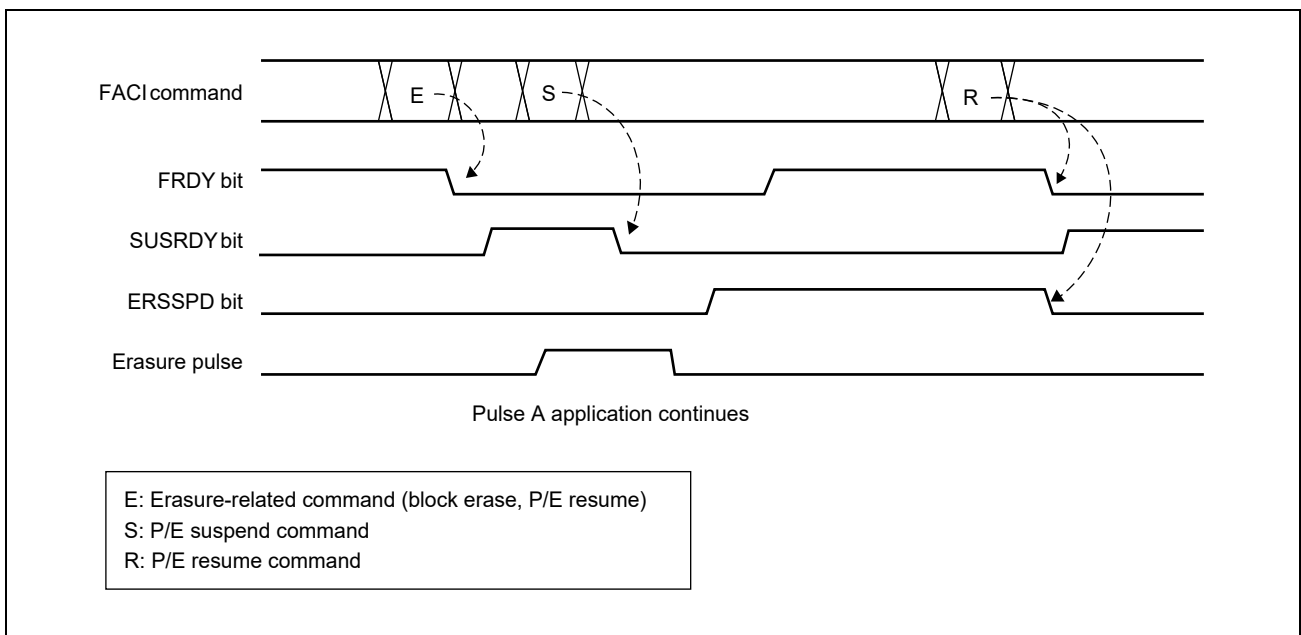 FACI command
E
S
R
FRDY bit
SUSRDY bit
ERSSPD bit
Erasure pulse
Pulse A application continues
E: Erasure-related command (block erase, P/E resume)
S: P/E suspend command
R: P/E resume command